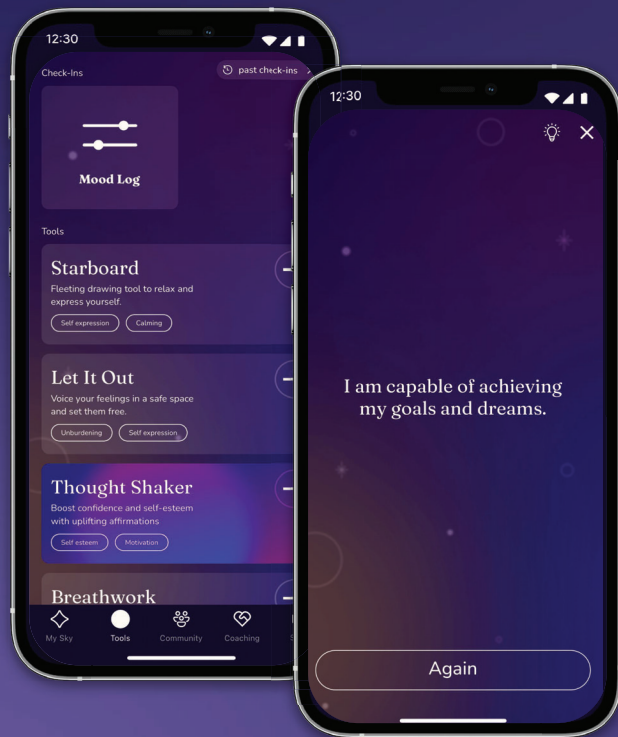 12:30
Check-Ins
past check-ins
Mood Log
Tools
Starboard
Fleeting drawing tool to relax and
express yourself.
Self expression
Calming
Let It Out
Voice your feelings in a safe space
and set them free.
Unburdening
Self expression
Thought Shaker
Boost confidence and self-esteem
with uplifting affirmations
Self esteem
Motivation
Breathwork
My Sky
Tools
Community
Coaching
12:30
I am capable of achieving
my goals and dreams.
Again